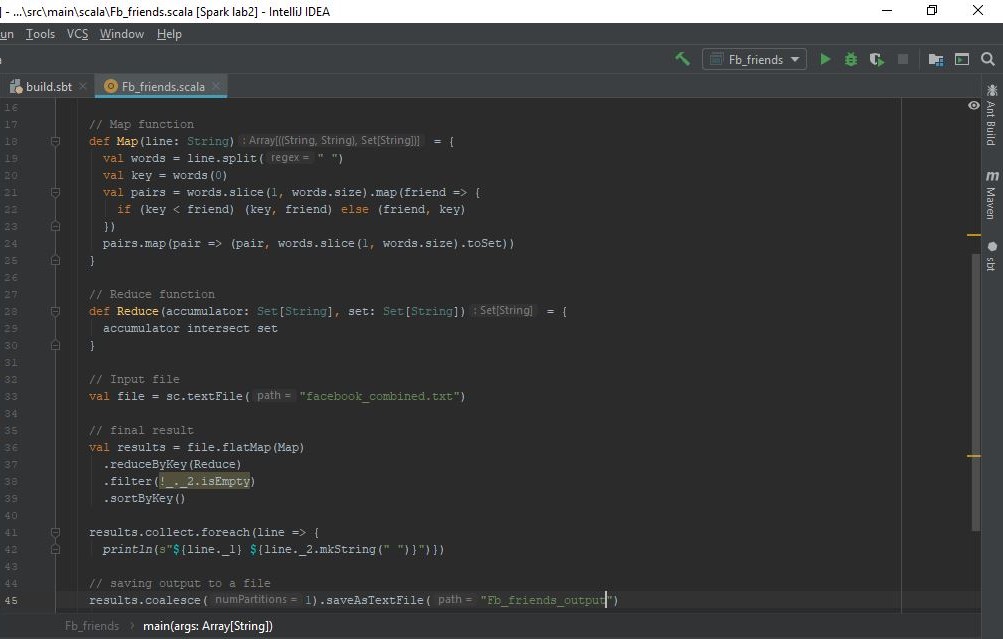 ] - ...\src\main\scala\Fb_friends.scala [Spark lab2] - IntelliJ IDEA
un Tools VCS Window Help
Fb_friends
build.sbt Fb_friends.scala
16
17 // Map function
18 def Map(line: String) : Array[((String, String), Set[String])] = {
19 val words = line.split( regex = " ")
20 val key = words(0)
21 val pairs = words.slice(1, words.size).map(friend => {
22 if (key < friend) (key, friend) else (friend, key)
23 })
24 pairs.map(pair => (pair, words.slice(1, words.size).toSet))
25 }
26
27 // Reduce function
28 def Reduce(accumulator: Set[String], set: Set[String]) : Set[String] = {
29 accumulator intersect set
30 }
31
32 // Input file
33 val file = sc.textFile( path = "facebook_combined.txt")
34
35 // final result
36 val results = file.flatMap(Map)
37 .reduceByKey(Reduce)
38 .filter(!_._2.isEmpty)
39 .sortByKey()
40
41 results.collect.foreach(line => {
42 println(s"${line._1} ${line._2.mkString(" ")}")})
43
44 // saving output to a file
45 results.coalesce( numPartitions = 1).saveAsTextFile( path = "Fb_friends_output")
Fb_friends › main(args: Array[String])
Ant Build
m Maven
sbt